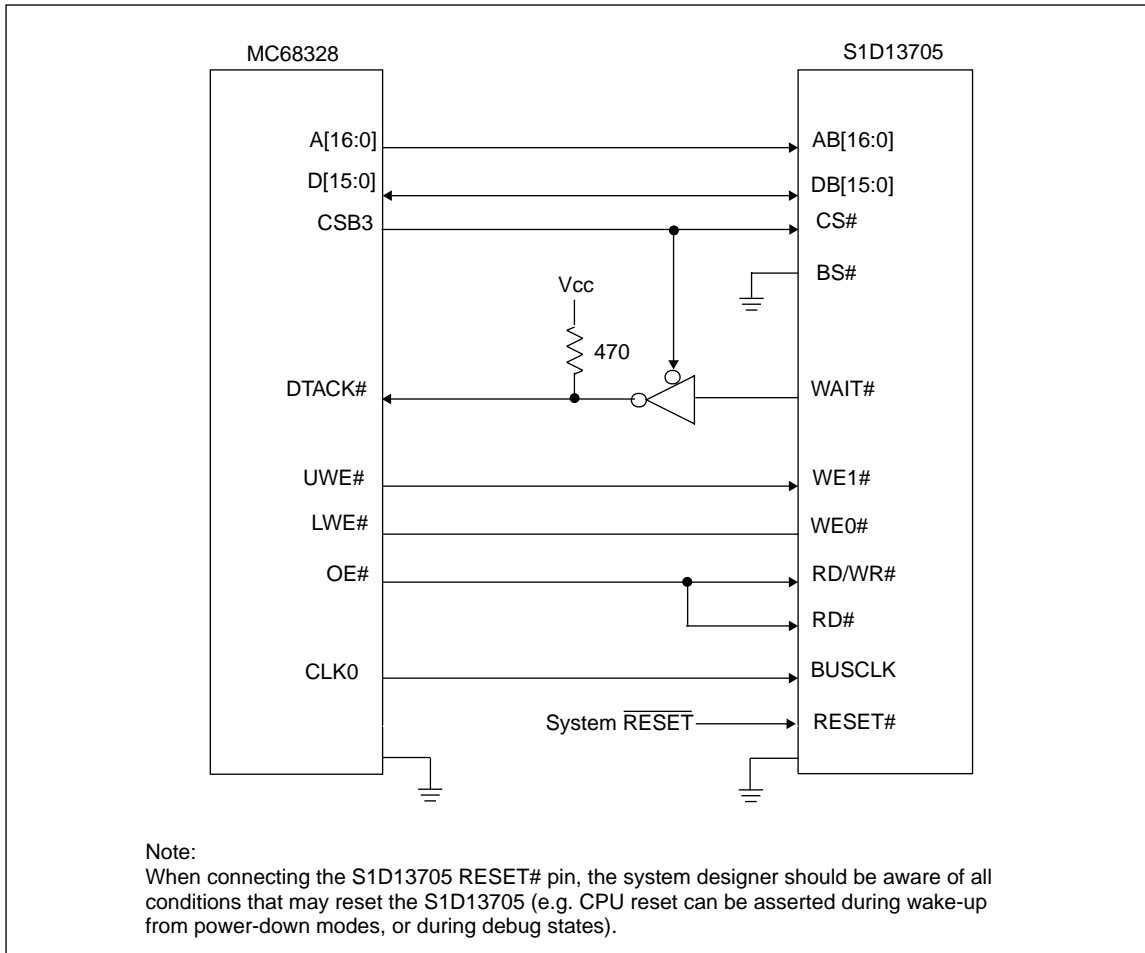 MC68328 S1D13705
A[16:0] AB[16:0]
D[15:0] DB[15:0]
CSB3 CS#
BS#
Vcc
470
DTACK# WAIT#
UWE# WE1#
LWE# WE0#
OE# RD/WR#
RD#
CLK0 BUSCLK
System RESET RESET#
Note:
When connecting the S1D13705 RESET# pin, the system designer should be aware of all
conditions that may reset the S1D13705 (e.g. CPU reset can be asserted during wake-up
from power-down modes, or during debug states).